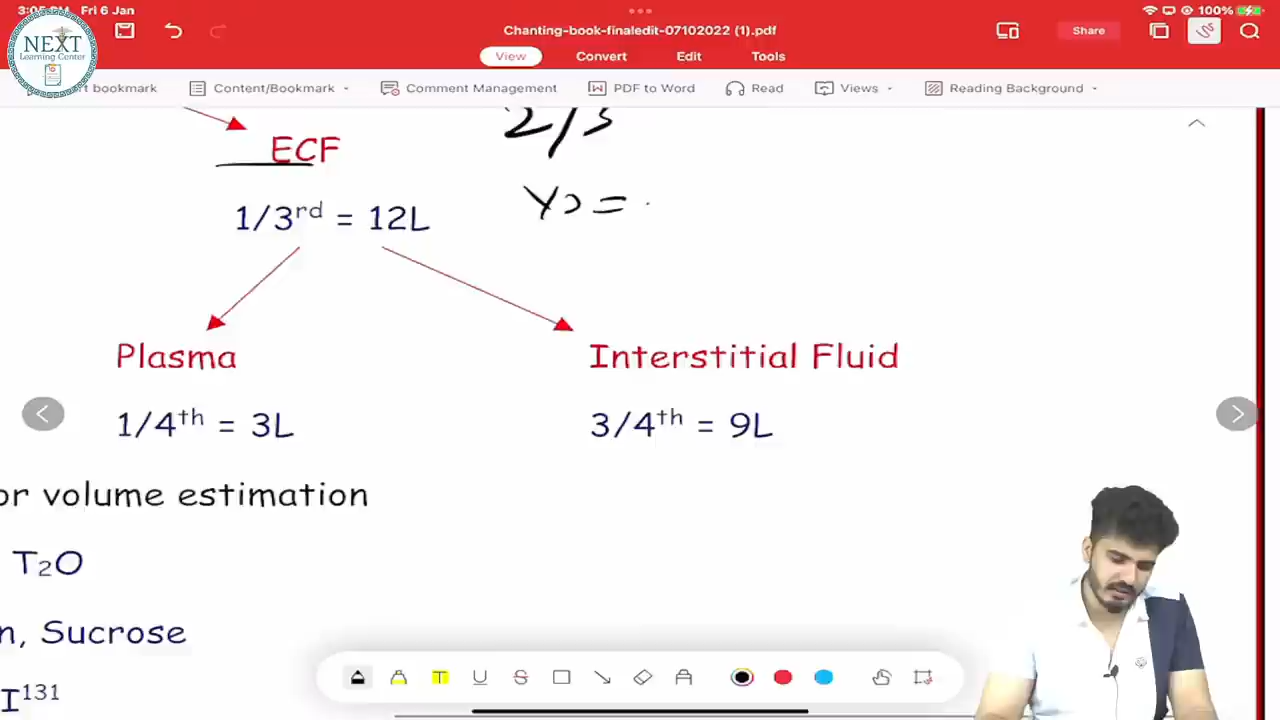 3:05 PM Fri 6 Jan
100%
NEXT
Learning Center
Chanting-book-finaledit-07102022 (1).pdf
Share
View
Convert
Edit
Tools
bookmark
Content/Bookmark
Comment Management
PDF to Word
Read
Views
Reading Background
2/3
ECF
1/3rd = 12L
Plasma
Interstitial Fluid
1/4th = 3L
3/4th = 9L
or volume estimation
T₂O
n, Sucrose
I¹³¹